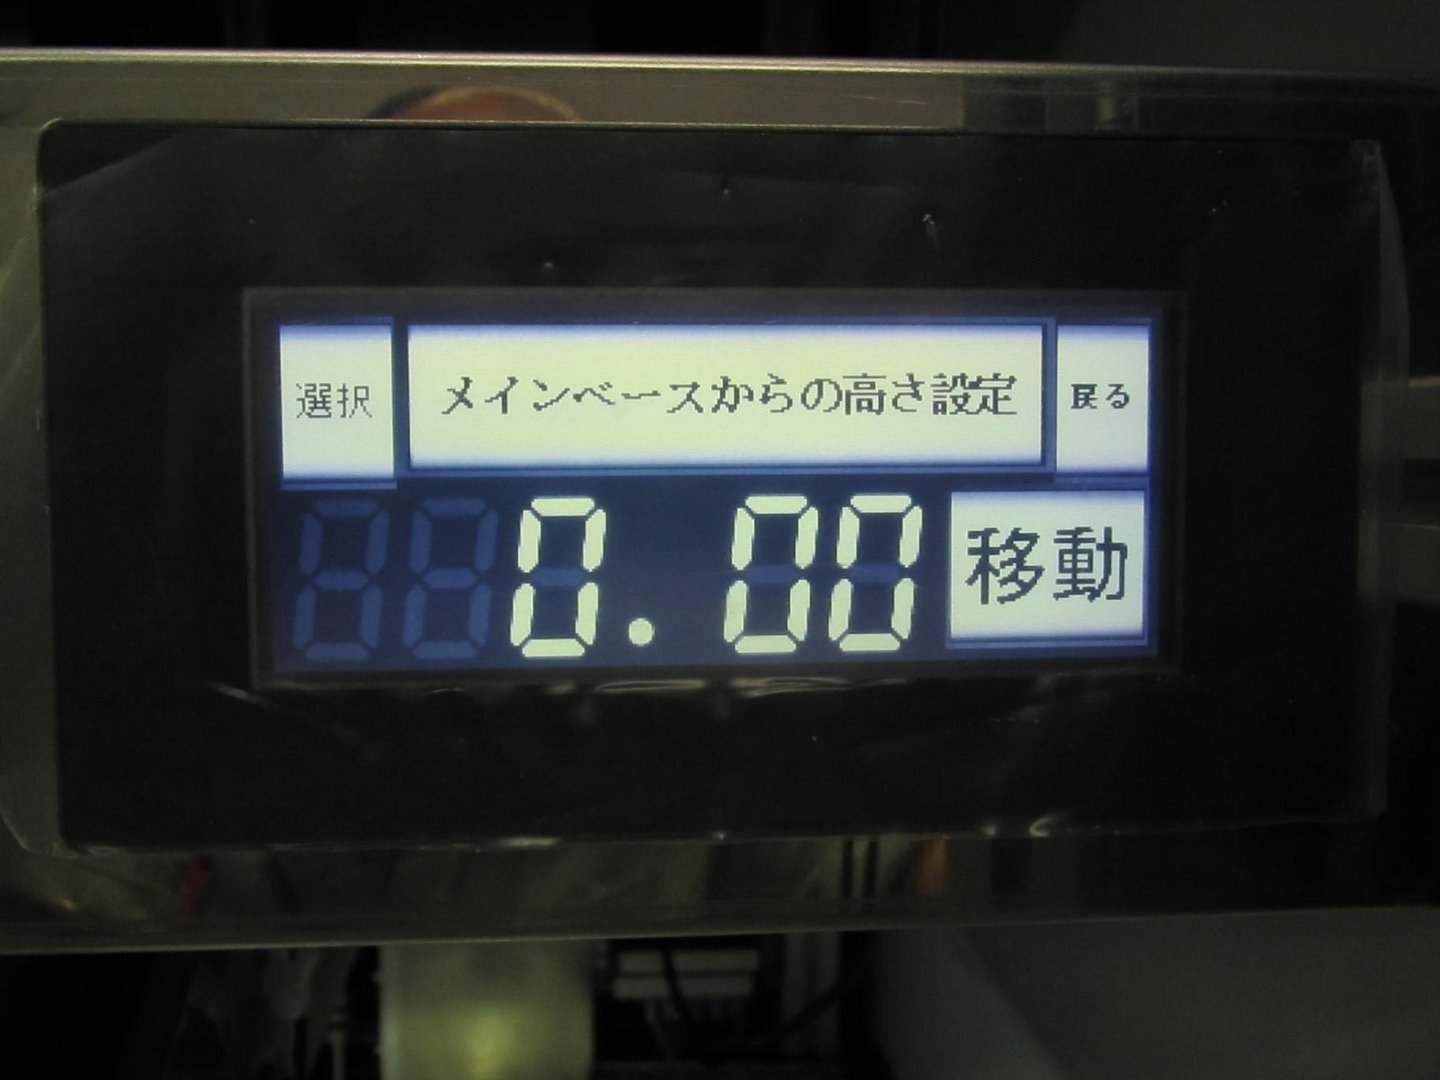 選択
メインベースからの高さ設定
戻る
0.00
移動